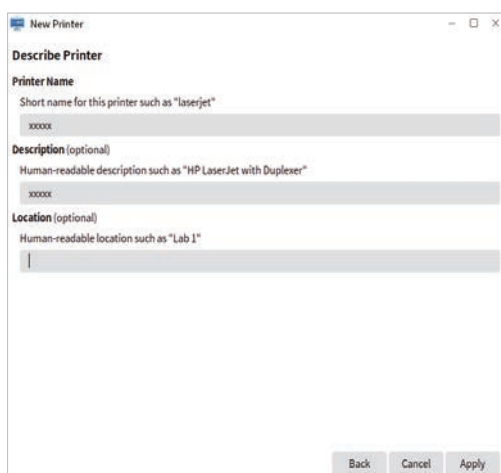 New Printer
Describe Printer
Printer Name
Short name for this printer such as "laserjet"
xxxxx
Description (optional)
Human-readable description such as "HP LaserJet with Duplexer"
xxxxx
Location (optional)
Human-readable location such as "Lab 1"
Back Cancel Apply